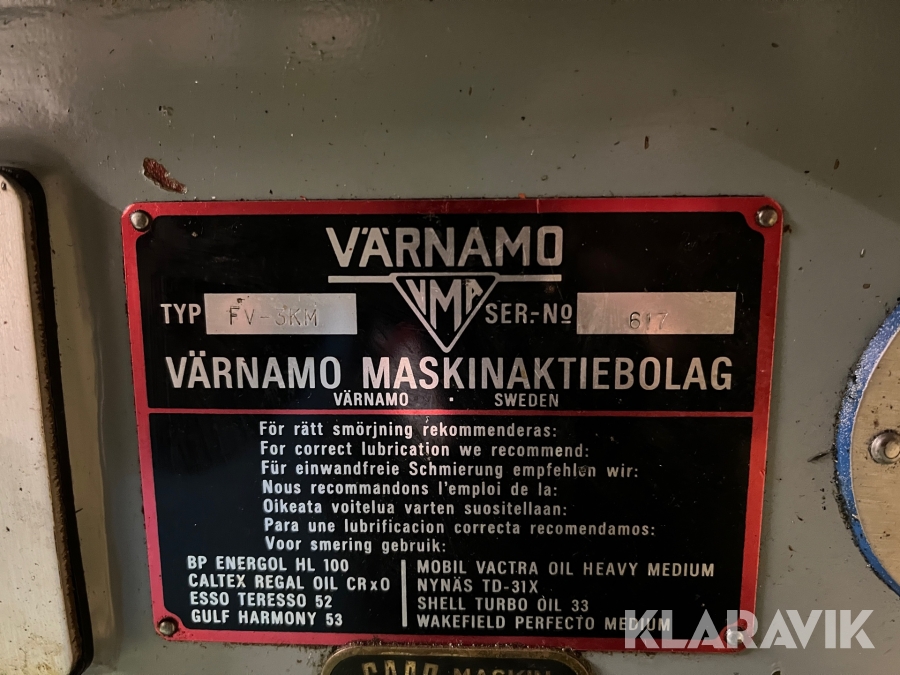 VÄRNAMO
VMA
TYP FV-SKM SER.-No 617
VÄRNAMO MASKINAKTIEBOLAG
VÄRNAMO · SWEDEN
För rätt smörjning rekommenderas:
For correct lubrication we recommend:
Für einwandfreie Schmierung empfehlen wir:
Nous recommandons l'emploi de la:
Oikeata voitelua varten suositellaan:
Para une lubrificacion correcta recomendamos:
Voor smering gebruik:
BP ENERGOL HL 100
CALTEX REGAL OIL CRxO
ESSO TERESSO 52
GULF HARMONY 53
MOBIL VACTRA OIL HEAVY MEDIUM
NYNÄS TD-31X
SHELL TURBO OIL 33
WAKEFIELD PERFECTO MEDIUM
KLARAVIK
MASKIN